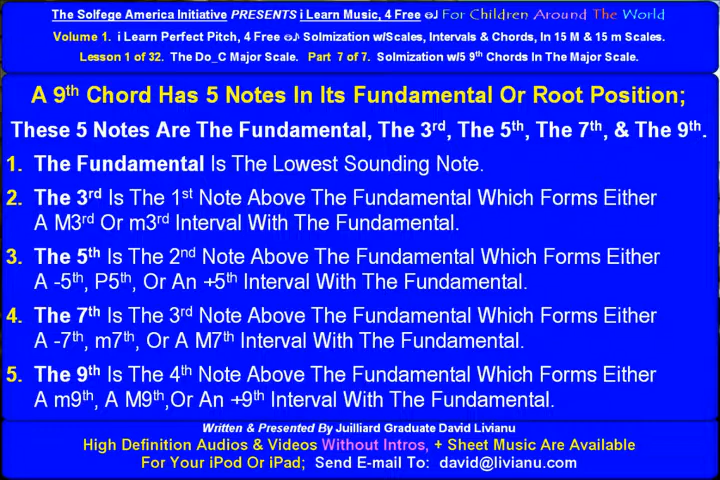 The Solfege America Initiative PRESENTS i Learn Music, 4 Free For Children Around The World
Volume 1. i Learn Perfect Pitch, 4 Free Solmization w/Scales, Intervals & Chords, In 15 M & 15 m Scales.
Lesson 1 of 32. The Do_C Major Scale. Part 7 of 7. Solmization w/5 9th Chords In The Major Scale.
A 9th Chord Has 5 Notes In Its Fundamental Or Root Position;
These 5 Notes Are The Fundamental, The 3rd, The 5th, The 7th, & The 9th.
1. The Fundamental Is The Lowest Sounding Note.
2. The 3rd Is The 1st Note Above The Fundamental Which Forms Either
A M3rd Or m3rd Interval With The Fundamental.
3. The 5th Is The 2nd Note Above The Fundamental Which Forms Either
A -5th, P5th, Or An +5th Interval With The Fundamental.
4. The 7th Is The 3rd Note Above The Fundamental Which Forms Either
A -7th, m7th, Or A M7th Interval With The Fundamental.
5. The 9th Is The 4th Note Above The Fundamental Which Forms Either
A m9th, A M9th,Or An +9th Interval With The Fundamental.
Written & Presented By Juilliard Graduate David Livianu
High Definition Audios & Videos Without Intros, + Sheet Music Are Available
For Your iPod Or iPad; Send E-mail To: david@livianu.com